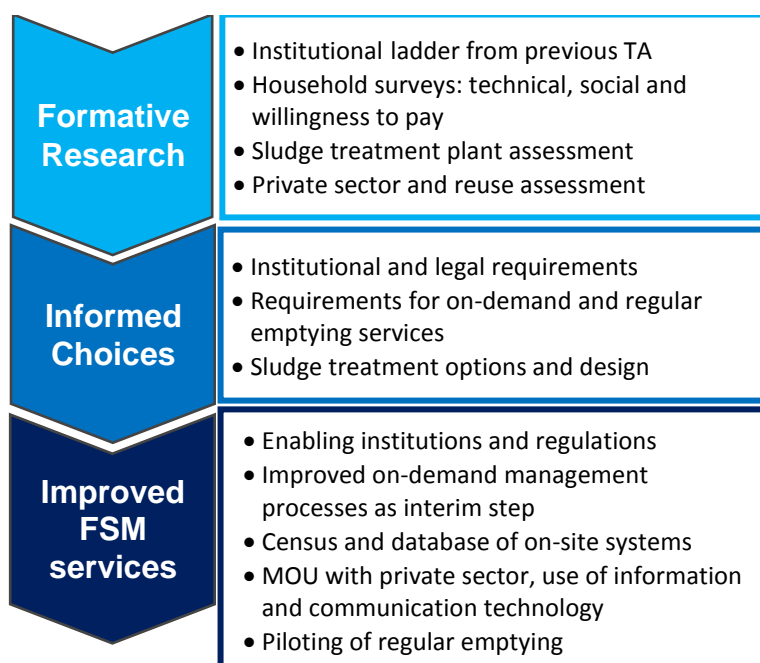 Formative
Research
• Institutional ladder from previous TA
• Household surveys: technical, social and
willingness to pay
• Sludge treatment plant assessment
• Private sector and reuse assessment
Informed
Choices
• Institutional and legal requirements
• Requirements for on-demand and regular
emptying services
• Sludge treatment options and design
Improved
FSM
services
• Enabling institutions and regulations
• Improved on-demand management
processes as interim step
• Census and database of on-site systems
• MOU with private sector, use of information
and communication technology
• Piloting of regular emptying